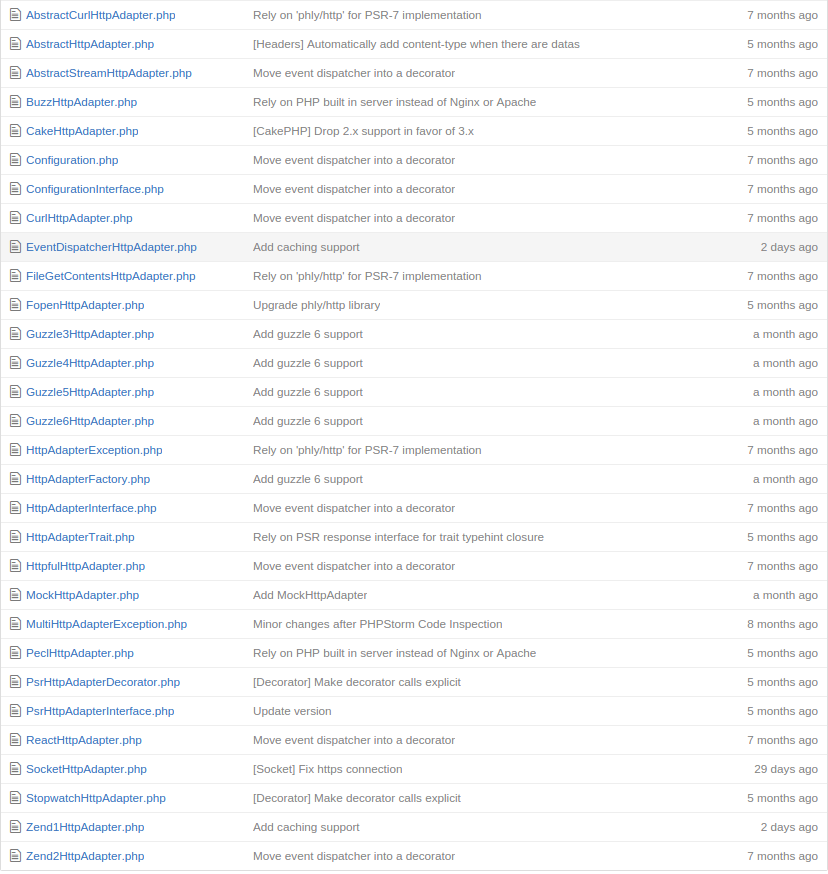 AbstractCurlHttpAdapter.php Rely on 'phly/http' for PSR-7 implementation 7 months ago
AbstractHttpAdapter.php [Headers] Automatically add content-type when there are datas 5 months ago
AbstractStreamHttpAdapter.php Move event dispatcher into a decorator 7 months ago
BuzzHttpAdapter.php Rely on PHP built in server instead of Nginx or Apache 5 months ago
CakeHttpAdapter.php [CakePHP] Drop 2.x support in favor of 3.x 5 months ago
Configuration.php Move event dispatcher into a decorator 7 months ago
ConfigurationInterface.php Move event dispatcher into a decorator 7 months ago
CurlHttpAdapter.php Move event dispatcher into a decorator 7 months ago
EventDispatcherHttpAdapter.php Add caching support 2 days ago
FileGetContentsHttpAdapter.php Rely on 'phly/http' for PSR-7 implementation 7 months ago
FopenHttpAdapter.php Upgrade phly/http library 5 months ago
Guzzle3HttpAdapter.php Add guzzle 6 support a month ago
Guzzle4HttpAdapter.php Add guzzle 6 support a month ago
Guzzle5HttpAdapter.php Add guzzle 6 support a month ago
Guzzle6HttpAdapter.php Add guzzle 6 support a month ago
HttpAdapterException.php Rely on 'phly/http' for PSR-7 implementation 7 months ago
HttpAdapterFactory.php Add guzzle 6 support a month ago
HttpAdapterInterface.php Move event dispatcher into a decorator 7 months ago
HttpAdapterTrait.php Rely on PSR response interface for trait typehint closure 5 months ago
HttpfulHttpAdapter.php Move event dispatcher into a decorator 7 months ago
MockHttpAdapter.php Add MockHttpAdapter a month ago
MultiHttpAdapterException.php Minor changes after PHPStorm Code Inspection 8 months ago
PeclHttpAdapter.php Rely on PHP built in server instead of Nginx or Apache 5 months ago
PsrHttpAdapterDecorator.php [Decorator] Make decorator calls explicit 5 months ago
PsrHttpAdapterInterface.php Update version 5 months ago
ReactHttpAdapter.php Move event dispatcher into a decorator 7 months ago
SocketHttpAdapter.php [Socket] Fix https connection 29 days ago
StopwatchHttpAdapter.php [Decorator] Make decorator calls explicit 5 months ago
Zend1HttpAdapter.php Add caching support 2 days ago
Zend2HttpAdapter.php Move event dispatcher into a decorator 7 months ago